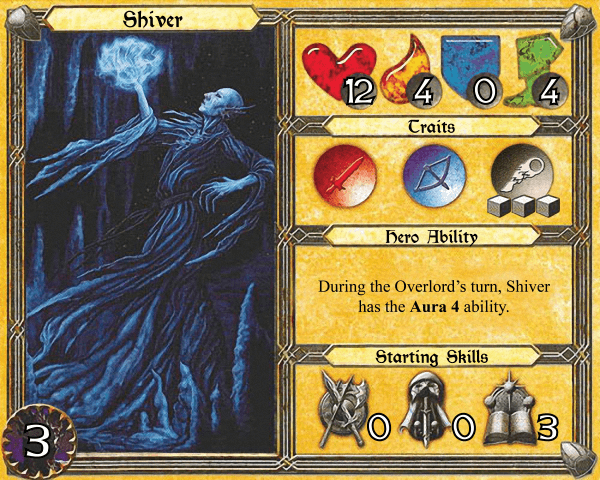 Shiver
12 4 0 4
Traits
Hero Ability
During the Overlord's turn, Shiver
has the Aura 4 ability.
Starting Skills
0 0 3
3